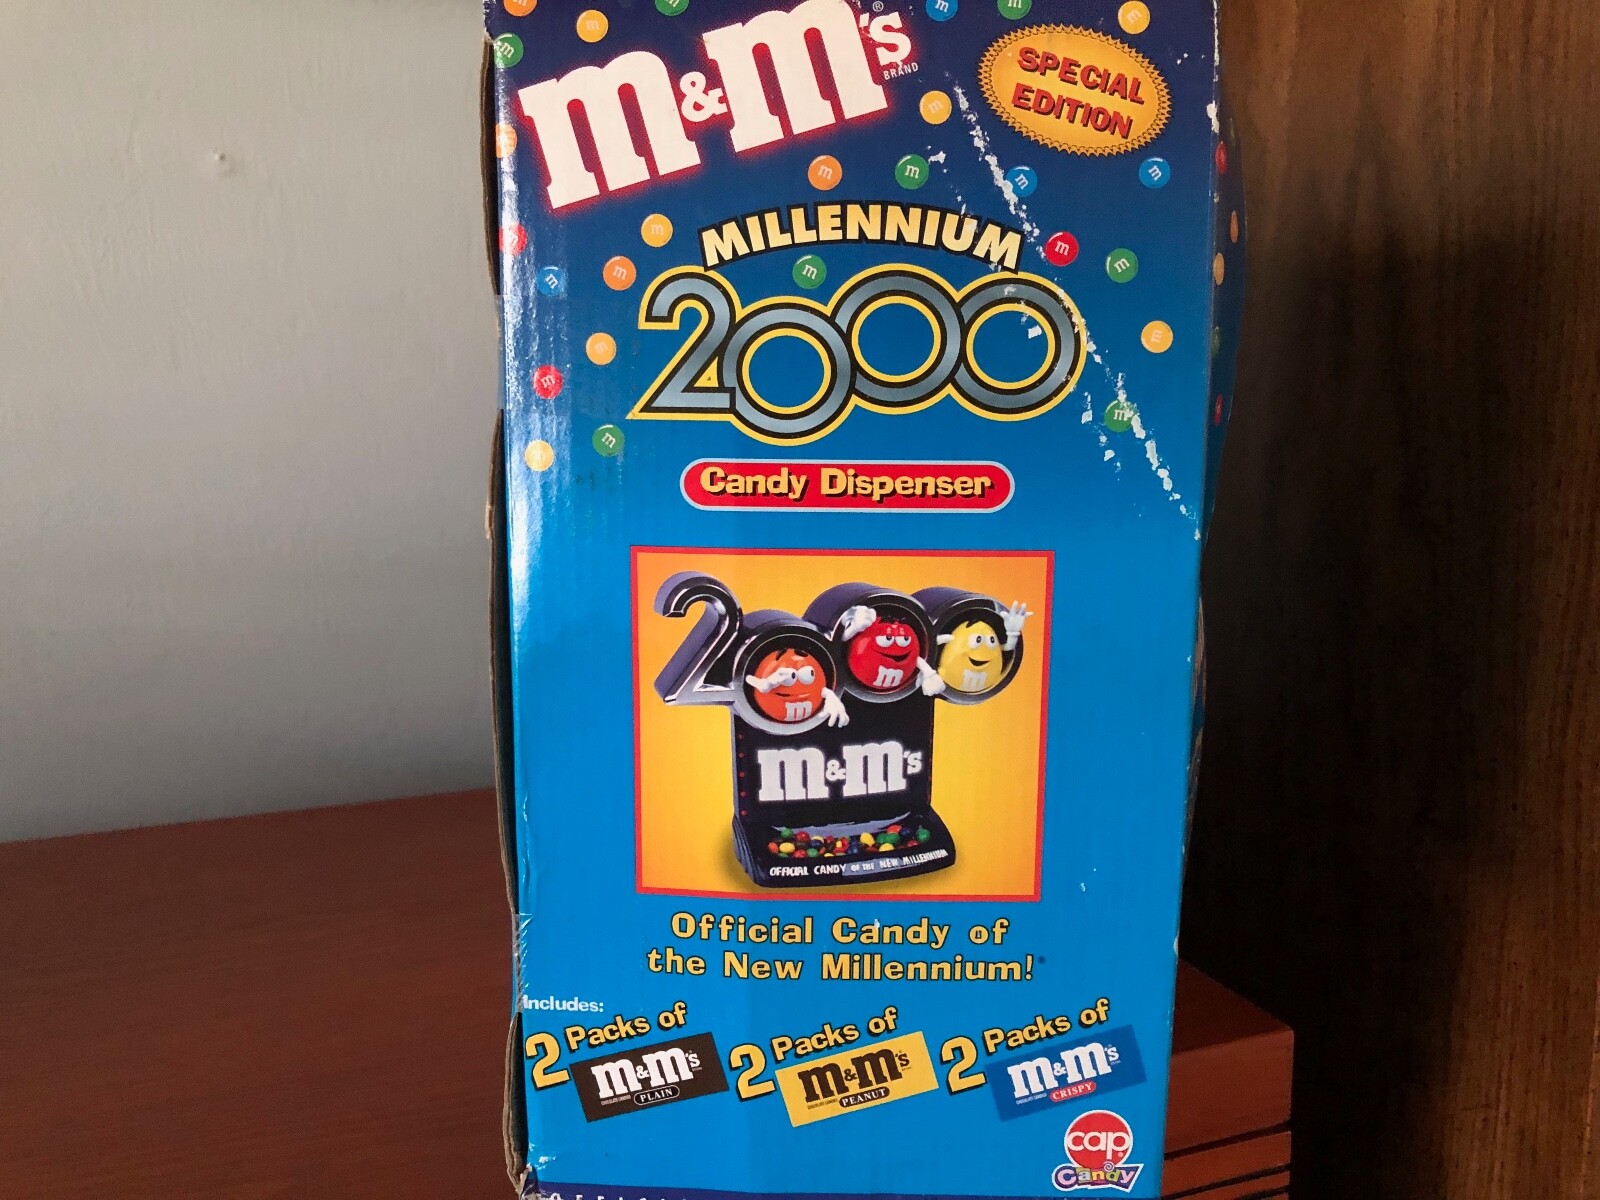 m&m's®
BRAND
SPECIAL
EDITION
MILLENNIUM
2000
Candy Dispenser
2000
m&m's
OFFICIAL CANDY OF THE NEW MILLENNIUM
Official Candy of
the New Millennium!
Includes:
2 Packs of
m&m's
PLAIN
2 Packs of
m&m's
PEANUT
2 Packs of
m&m's
CRISPY
cap
Candy